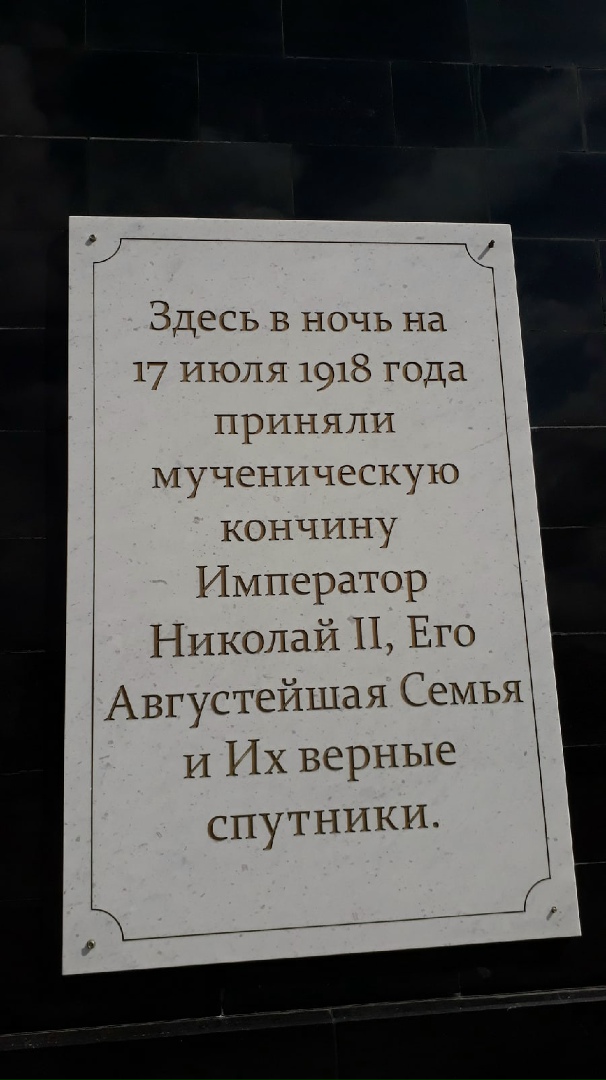 Здесь в ночь на
17 июля 1918 года
приняли
мученическую
кончину
Император
Николай II, Его
Августейшая Семья
и Их верные
спутники.